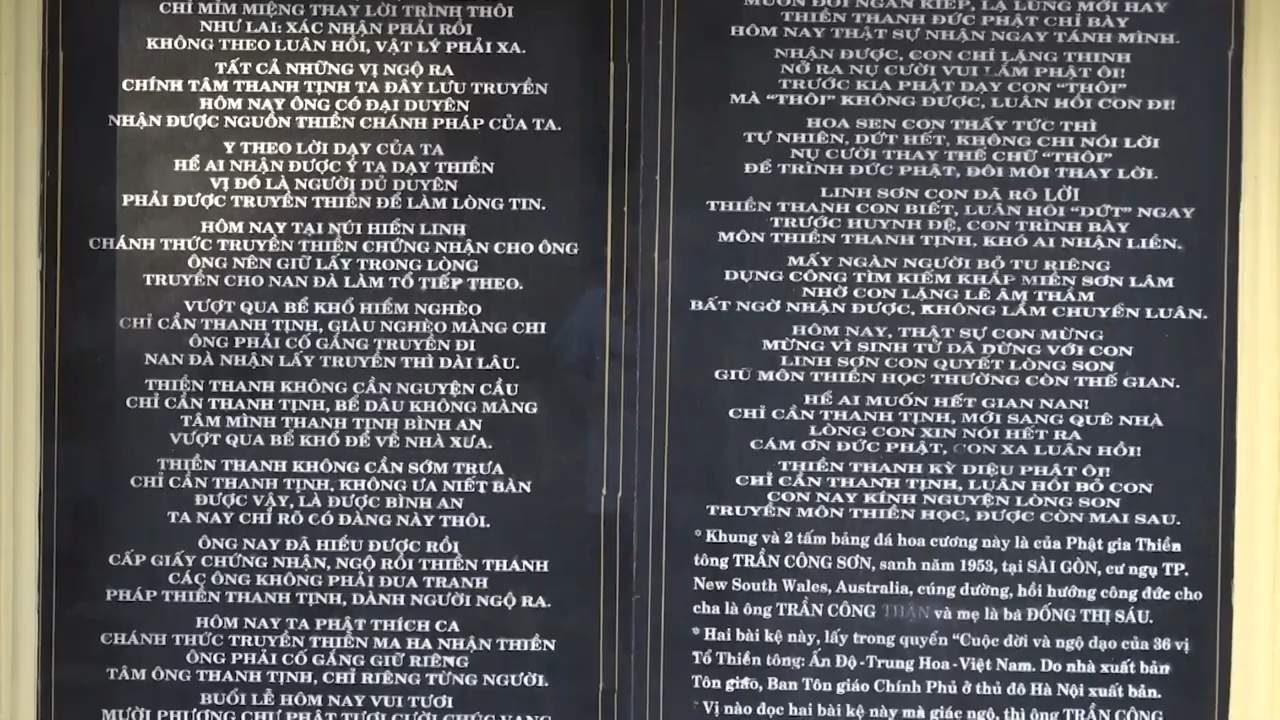 CHỈ MỈM MIỆNG THAY LỜI TRÌNH THÔI
NHƯ LAI: XÁC NHẬN PHẢI RỒI
KHÔNG THEO LUÂN HỒI, VẬT LÝ PHẢI XA.
TẤT CẢ NHỮNG VỊ NGỘ RA
CHÍNH TÂM THANH TỊNH TA ĐÂY LƯU TRUYỀN
HÔM NAY ÔNG CÓ ĐẠI DUYÊN
NHẬN ĐƯỢC NGUỒN THIỀN CHÁNH PHÁP CỦA TA.
Y THEO LỜI DẠY CỦA TA
HỄ AI NHẬN ĐƯỢC Ý TA DẠY THIỀN
VỊ ĐÓ LÀ NGƯỜI ĐỦ DUYÊN
PHẢI ĐƯỢC TRUYỀN THIỀN ĐỂ LÀM LÒNG TIN.
HÔM NAY TẠI NÚI HIỂN LINH
CHÁNH THỨC TRUYỀN THIỀN CHỨNG NHẬN CHO ÔNG
ÔNG NÊN GIỮ LẤY TRONG LÒNG
TRUYỀN CHO NAN ĐÀ LÀM TỔ TIẾP THEO.
VƯỢT QUA BỂ KHỔ HIỂM NGHÈO
CHỈ CẦN THANH TỊNH, GIÀU NGHÈO MÀNG CHI
ÔNG PHẢI CỐ GẮNG TRUYỀN ĐI
NAN ĐÀ NHẬN LẤY TRUYỀN THÌ DÀI LÂU.
THIỀN THANH KHÔNG CẦN NGUYỆN CẦU
CHỈ CẦN THANH TỊNH, BỂ DÂU KHÔNG MÀNG
TÂM MÌNH THANH TỊNH BÌNH AN
VƯỢT QUA BỂ KHỔ ĐỂ VỀ NHÀ XƯA.
THIỀN THANH KHÔNG CẦN SỚM TRƯA
CHỈ CẦN THANH TỊNH, KHÔNG ƯA NIẾT BÀN
ĐƯỢC VẬY, LÀ ĐƯỢC BÌNH AN
TA NAY CHỈ RÕ CÓ DÀNG NÀY THÔI.
ÔNG NAY ĐÃ HIỂU ĐƯỢC RỒI
CẤP GIẤY CHỨNG NHẬN, NGỘ RỒI THIỀN THANH
CÁC ÔNG KHÔNG PHẢI ĐUA TRANH
PHÁP THIỀN THANH TỊNH, DÀNH NGƯỜI NGỘ RA.
HÔM NAY TA PHẬT THÍCH CA
CHÁNH THỨC TRUYỀN THIỀN MA HA NHẬN THIỀN
ÔNG PHẢI CỐ GẮNG GIỮ RIÊNG
TÂM ÔNG THANH TỊNH, CHỈ RIÊNG TỪNG NGƯỜI.
BUỔI LỄ HÔM NAY VUI TƯƠI
MƯỜI PHƯƠNG CHƯ PHẬT TƯƠI CƯỜI CHÚC VANG
MUÔN ĐỜI NGÀN KIẾP, LẠ LÙNG MỚI HAY
THIỀN THANH ĐỨC PHẬT CHỈ BÀY
HÔM NAY THẬT SỰ NHẬN NGAY TÁNH MÌNH.
NHẬN ĐƯỢC, CON CHỈ LẶNG THINH
NỞ RA NỤ CƯỜI VUI LẮM PHẬT ÔI!
TRƯỚC KIA PHẬT DẠY CON “THÔI”
MÀ “THÔI” KHÔNG ĐƯỢC, LUÂN HỒI CON ĐI!
HOA SEN CON THẤY TỨC THÌ
TỰ NHIÊN, DỨT HẾT, KHÔNG CHI NÓI LỜI
NỤ CƯỜI THAY THẾ CHỮ “THÔI”
ĐỂ TRÌNH ĐỨC PHẬT, ĐÔI MÔI THAY LỜI.
LINH SƠN CON ĐÃ RÕ LỜI
THIỀN THANH CON BIẾT, LUÂN HỒI “DỨT” NGAY
TRƯỚC HUYNH ĐỆ, CON TRÌNH BÀY
MÔN THIỀN THANH TỊNH, KHÓ AI NHẬN LIỀN.
MẤY NGÀN NGƯỜI BỎ TU RIÊNG
DỤNG CÔNG TÌM KIẾM KHẮP MIỀN SƠN LÂM
NHỜ CON LẶNG LẼ ÂM THẦM
BẤT NGỜ NHẬN ĐƯỢC, KHÔNG LẦM CHUYỂN LUÂN.
HÔM NAY, THẬT SỰ CON MỪNG
MỪNG VÌ SINH TỬ ĐÃ DỪNG VỚI CON
LINH SƠN CON QUYẾT LÒNG SON
GIỮ MÔN THIỀN HỌC THƯỜNG CÒN THẾ GIAN.
HỄ AI MUỐN HẾT GIAN NAN!
CHỈ CẦN THANH TỊNH, MỚI SANG QUÊ NHÀ
LÒNG CON XIN NÓI HẾT RA
CÁM ƠN ĐỨC PHẬT, CON XA LUÂN HỒI!
THIỀN THANH KỲ DIỆU PHẬT ÔI!
CHỈ CẦN THANH TỊNH, LUÂN HỒI BỎ CON
CON NAY KÍNH NGUYỆN LÒNG SON
TRUYỀN MÔN THIỀN HỌC, ĐƯỢC CÒN MAI SAU.
* Khung và 2 tấm bảng đá hoa cương này là của Phật gia Thiền
tông TRẦN CÔNG SƠN, sanh năm 1953, tại SÀI GÒN, cư ngụ TP.
New South Wales, Australia, cúng dường, hồi hướng công đức cho
cha là ông TRẦN CÔNG và mẹ là bà ĐỐNG THỊ SÁU.
* Hai bài kệ này, lấy trong quyển “Cuộc đời và ngộ đạo của 36 vị
Tổ Thiền tông: Ấn Độ -Trung Hoa -Việt Nam. Do nhà xuất bản
Tôn giáo, Ban Tôn giáo Chính Phủ ở thủ đô Hà Nội xuất bản.
* Vị nào đọc hai bài kệ này mà giác ngộ, thì ông TRẦN CÔNG